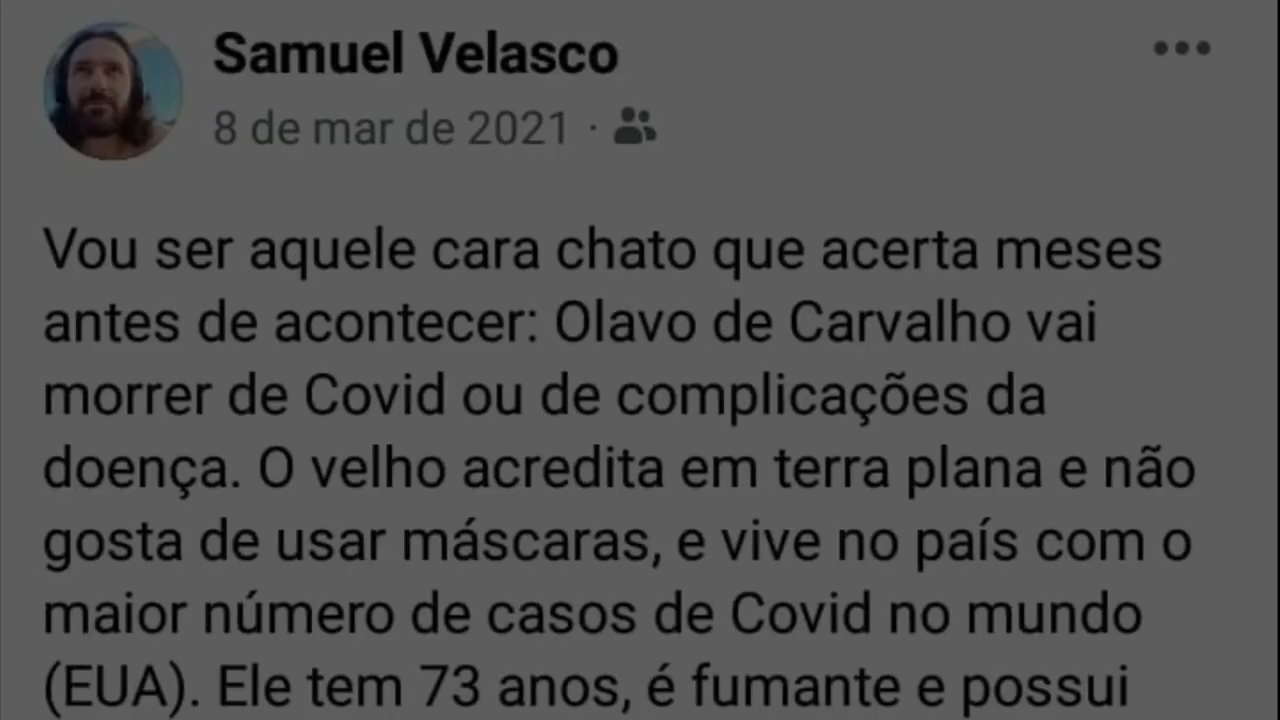 Samuel Velasco
8 de mar de 2021 ·
Vou ser aquele cara chato que acerta meses
antes de acontecer: Olavo de Carvalho vai
morrer de Covid ou de complicações da
doença. O velho acredita em terra plana e não
gosta de usar máscaras, e vive no país com o
maior número de casos de Covid no mundo
(EUA). Ele tem 73 anos, é fumante e possui